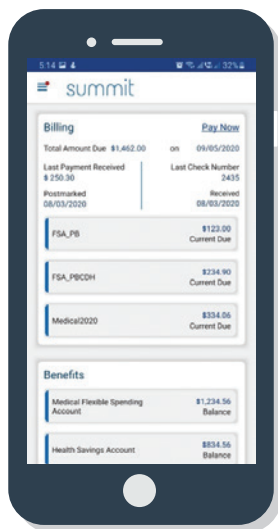 5:14 32%
summit
Billing Pay Now
Total Amount Due $1,462.00 on 09/05/2020
Last Payment Received Last Check Number
$ 250.30 2435
Postmarked Received
08/03/2020 08/03/2020
FSA_PB $123.00
Current Due
FSA_PBCDH $234.90
Current Due
Medical2020 $334.06
Current Due
Benefits
Medical Flexible Spending $1,234.56
Account Balance
Health Savings Account $834.56
Balance